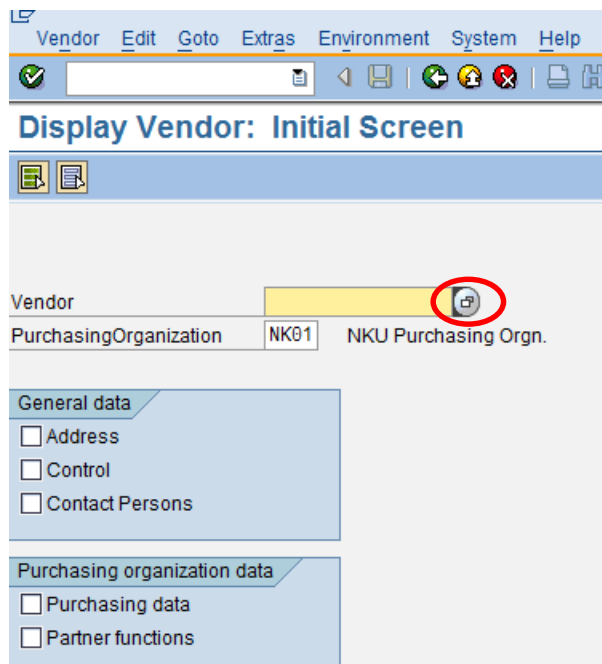 Vendor Edit Goto Extras Environment System Help
Display Vendor: Initial Screen
Vendor
PurchasingOrganization NK01 NKU Purchasing Orgn.
General data
Address
Control
Contact Persons
Purchasing organization data
Purchasing data
Partner functions